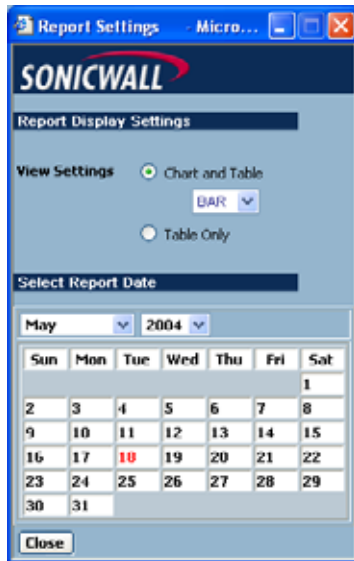 Report Settings - Micro...
SONICWALL
Report Display Settings
View Settings Chart and Table
BAR
Table Only
Select Report Date
May 2004
Sun Mon Tue Wed Thu Fri Sat
1
2 3 4 5 6 7 8
9 10 11 12 13 14 15
16 17 18 19 20 21 22
23 24 25 26 27 28 29
30 31
Close